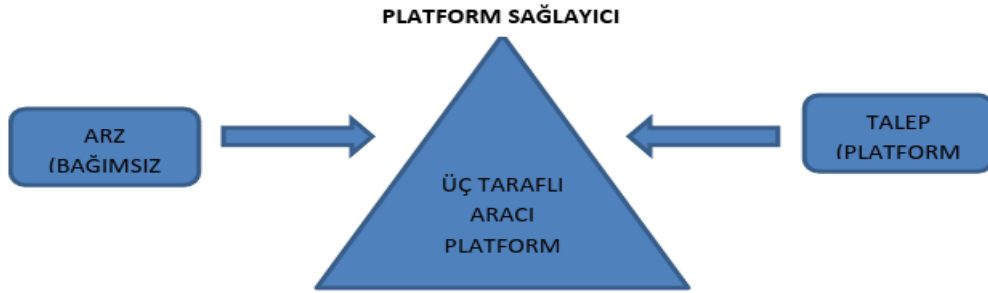 PLATFORM SAĞLAYICI
ARZ
(BAĞIMSIZ
ÜÇ TARAFLI
ARACI
PLATFORM
TALEP
(PLATFORM